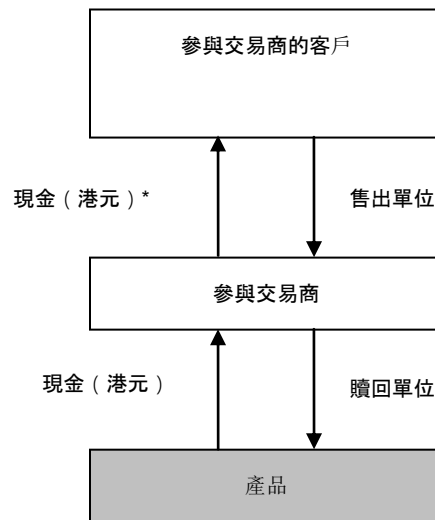 參與交易商的客戶
現金（港元）*
售出單位
參與交易商
現金（港元）
贖回單位
產品